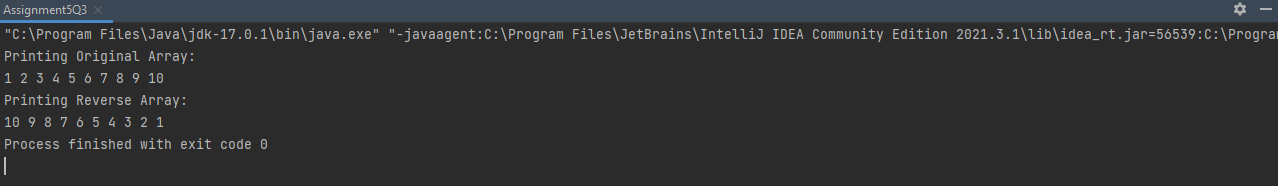 Assignment5Q3
"C:\Program Files\Java\jdk-17.0.1\bin\java.exe" "-javaagent:C:\Program Files\JetBrains\IntelliJ IDEA Community Edition 2021.3.1\lib\idea_rt.jar=56539:C:\Program
Printing Original Array:
1 2 3 4 5 6 7 8 9 10
Printing Reverse Array:
10 9 8 7 6 5 4 3 2 1
Process finished with exit code 0